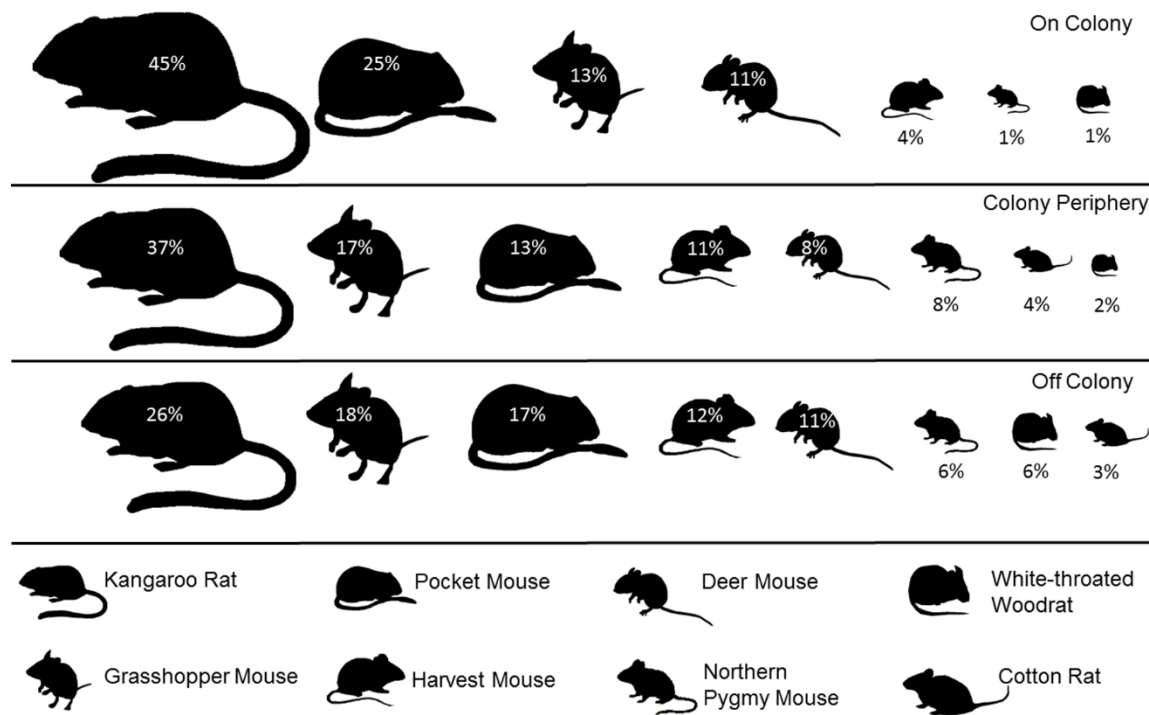 On Colony
45%
25%
13%
11%
4%
1%
1%
Colony Periphery
37%
17%
13%
11%
8%
8%
4%
2%
Off Colony
26%
18%
17%
12%
11%
6%
6%
3%
Kangaroo Rat
Pocket Mouse
Deer Mouse
White-throated
Woodrat
Grasshopper Mouse
Harvest Mouse
Northern
Pygmy Mouse
Cotton Rat